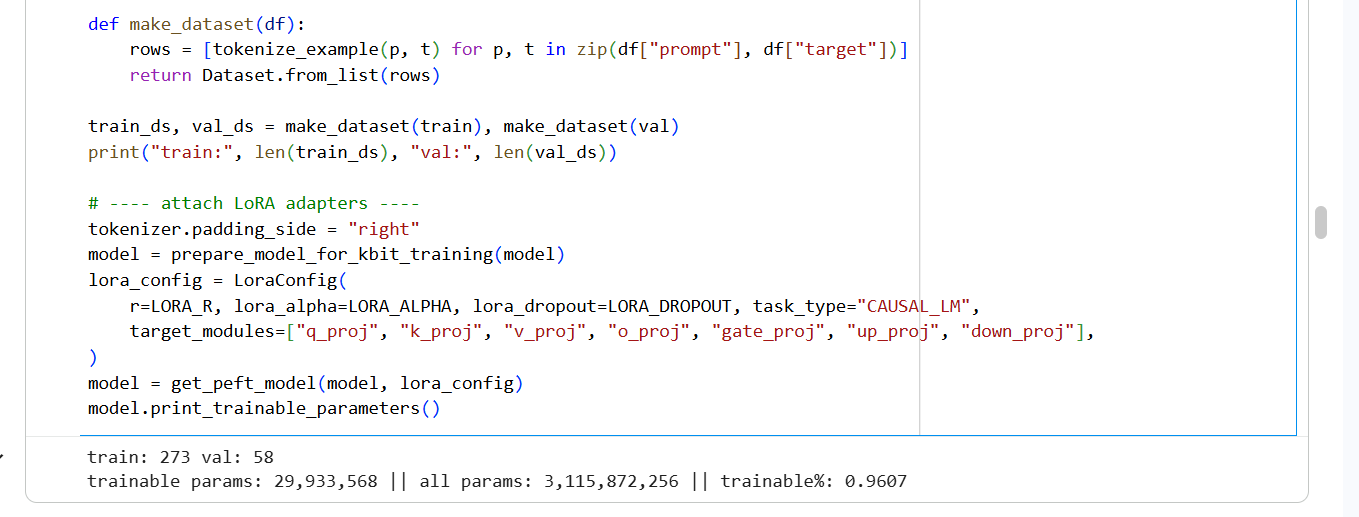 def make_dataset(df):
    rows = [tokenize_example(p, t) for p, t in zip(df["prompt"], df["target"])]
    return Dataset.from_list(rows)

train_ds, val_ds = make_dataset(train), make_dataset(val)
print("train:", len(train_ds), "val:", len(val_ds))

# ---- attach LoRA adapters ----
tokenizer.padding_side = "right"
model = prepare_model_for_kbit_training(model)
lora_config = LoraConfig(
    r=LORA_R, lora_alpha=LORA_ALPHA, lora_dropout=LORA_DROPOUT, task_type="CAUSAL_LM",
    target_modules=["q_proj", "k_proj", "v_proj", "o_proj", "gate_proj", "up_proj", "down_proj"],
)
model = get_peft_model(model, lora_config)
model.print_trainable_parameters()
train: 273 val: 58
trainable params: 29,933,568 || all params: 3,115,872,256 || trainable%: 0.9607